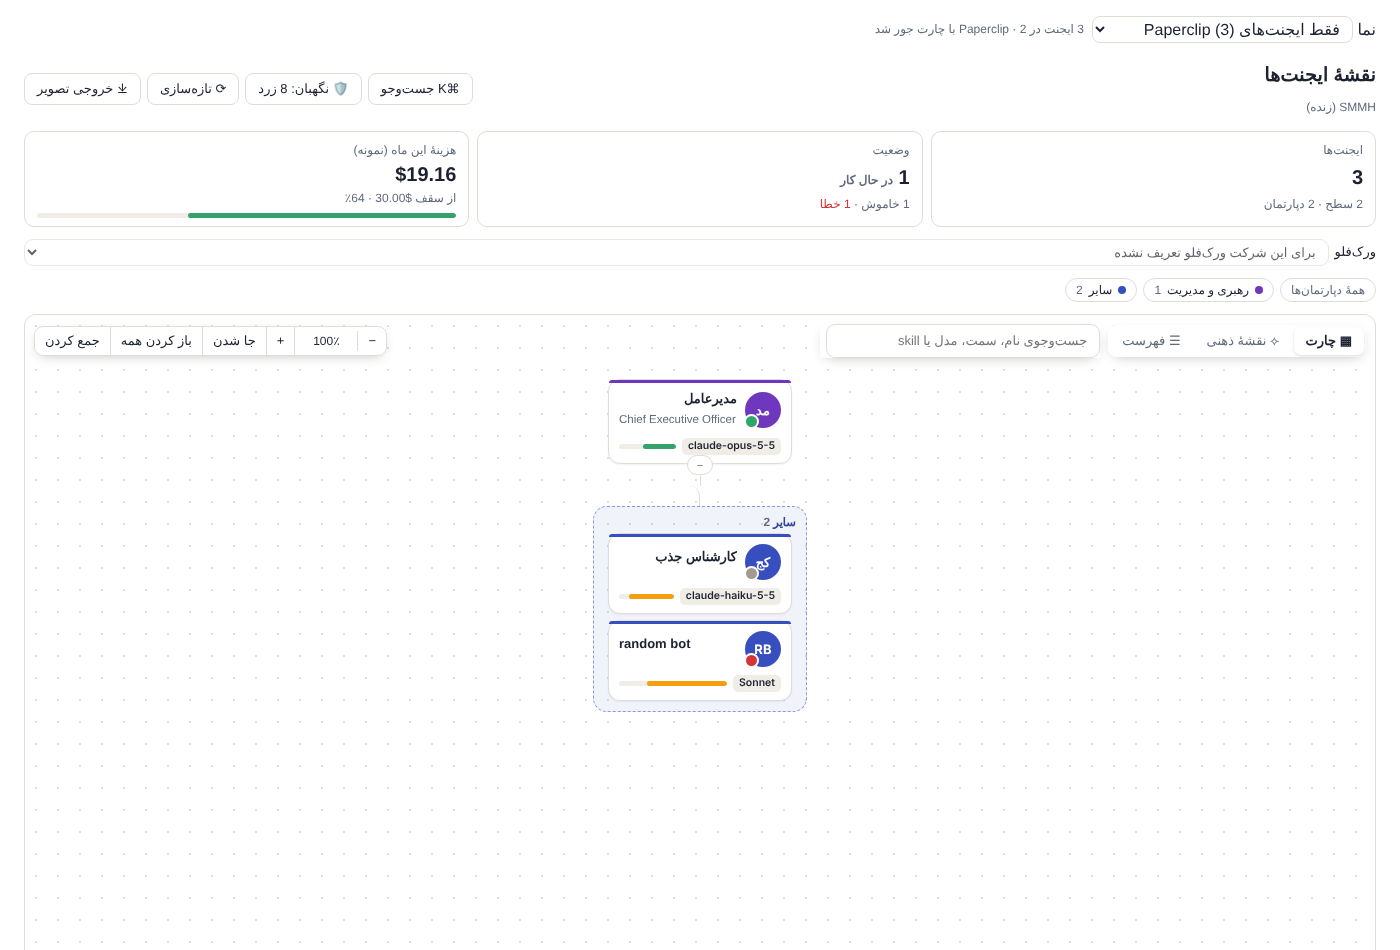 نما فقط ایجنت‌های Paperclip (3) 3 ایجنت در Paperclip · 2 با چارت جور شد
نقشهٔ ایجنت‌ها
SMMH (زنده)
⌘K جست‌وجو 🛡️ نگهبان: 8 زرد ⟳ تازه‌سازی خروجی تصویر
ایجنت‌ها
3
2 سطح · 2 دپارتمان
وضعیت
1 در حال کار
1 خاموش · 1 خطا
هزینهٔ این ماه (نمونه)
$19.16
از سقف $30.00 · 64٪
ورک‌فلو برای این شرکت ورک‌فلو تعریف نشده
همهٔ دپارتمان‌ها رهبری و مدیریت 1 سایر 2
▦ چارت ✧ نقشهٔ ذهنی ☰ فهرست جست‌وجوی نام، سمت، مدل یا skill
− 100٪ + جا شدن باز کردن همه جمع کردن
مد مدیرعامل
Chief Executive Officer
claude-opus-5-5
−
سایر 2
کج کارشناس جذب
claude-haiku-5-5
RB random bot
Sonnet